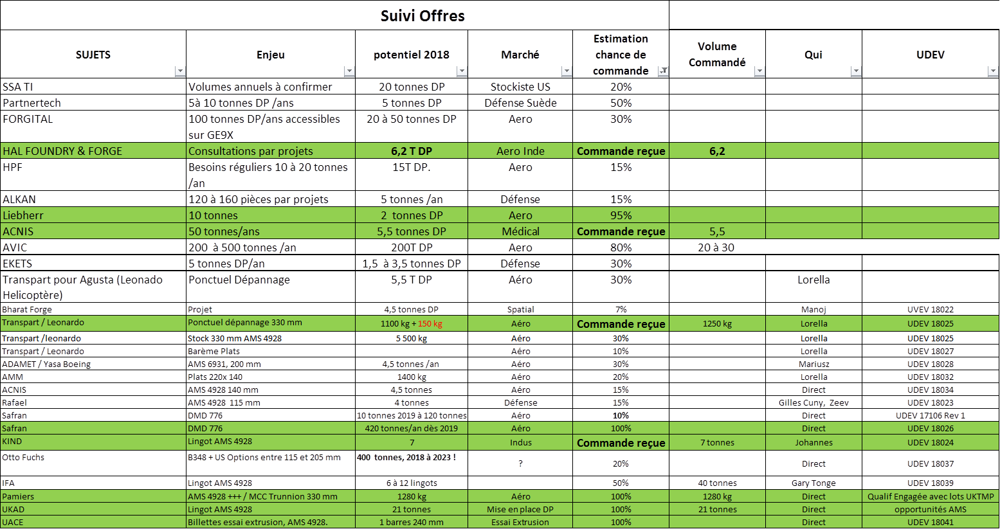 Suivi Offres
SUJETS Enjeu potentiel 2018 Marché Estimation chance de commande Volume Commandé Qui UDEV
SSA TI Volumes annuels à confirmer 20 tonnes DP Stockiste US 20%
Partnertech 5à 10 tonnes DP /ans 5 tonnes DP Défense Suède 50%
FORGITAL 100 tonnes DP/ans accessibles sur GE9X 20 à 50 tonnes DP Aero 30%
HAL FOUNDRY & FORGE Consultations par projets 6,2 T DP Aero Inde Commande reçue 6,2
HPF Besoins réguliers 10 à 20 tonnes /an 15T DP. Aero 15%
ALKAN 120 à 160 pièces par projets 5 tonnes /an Défense 15%
Liebherr 10 tonnes 2 tonnes DP Aero 95%
ACNIS 50 tonnes/ans 5,5 tonnes DP Médical Commande reçue 5,5
AVIC 200 à 500 tonnes /an 200T DP Aero 80% 20 à 30
EKETS 5 tonnes DP/an 1,5 à 3,5 tonnes DP Défense 30%
Transpart pour Agusta (Leonado Helicoptère) Ponctuel Dépannage 5,5 T DP Aéro 30% Lorella
Bharat Forge Projet 4,5 tonnes DP Spatial 7% Manoj UVEV 18022
Transpart / Leonardo Ponctuel dépannage 330 mm 1100 kg + 150 kg Aéro Commande reçue 1250 kg Lorella UDEV 18025
Transpart /leonardo Stock 330 mm AMS 4928 5 500 kg Aéro 30% Lorella UDEV 18025
Transpart / Leonardo Barème Plats Aéro 10% Lorella UDEV 18027
ADAMET / Yasa Boeing AMS 6931, 200 mm 4,5 tonnes /an Aéro 30% Mariusz UDEV 18028
AMM Plats 220x 140 1400 kg Aéro 20% Lorella UDEV 18032
ACNIS AMS 4928 140 mm 4,5 tonnes Aéro 15% Direct UDEV 18034
Rafael AMS 4928 115 mm 4 tonnes Défense 15% Gilles Cuny, Zeev UDEV 18023
Safran DMD 776 10 tonnes 2019 à 120 tonnes Aéro 10% Direct UDEV 17106 Rev 1
Safran DMD 776 420 tonnes/an dès 2019 Aéro 100% Direct UDEV 18026
KIND Lingot AMS 4928 7 Indus Commande reçue 7 tonnes Johannes UDEV 18024
Otto Fuchs B348 + US Options entre 115 et 205 mm 400 tonnes, 2018 à 2023 ! ? 20% Direct UDEV 18037
IFA Lingot AMS 4928 6 à 12 lingots 50% 40 tonnes Gary Tonge UDEV 18039
Pamiers AMS 4928 +++ / MCC Trunnion 330 mm 1280 kg Aéro 100% 1280 kg Direct Qualif Engagée avec lots UKTMP
UKAD Lingot AMS 4928 21 tonnes Mise en place DP 100% 21 tonnes Direct opportunités AMS
UACE Billettes essai extrusion, AMS 4928. 1 barres 240 mm Essai Extrusion 100% Direct UDEV 18041